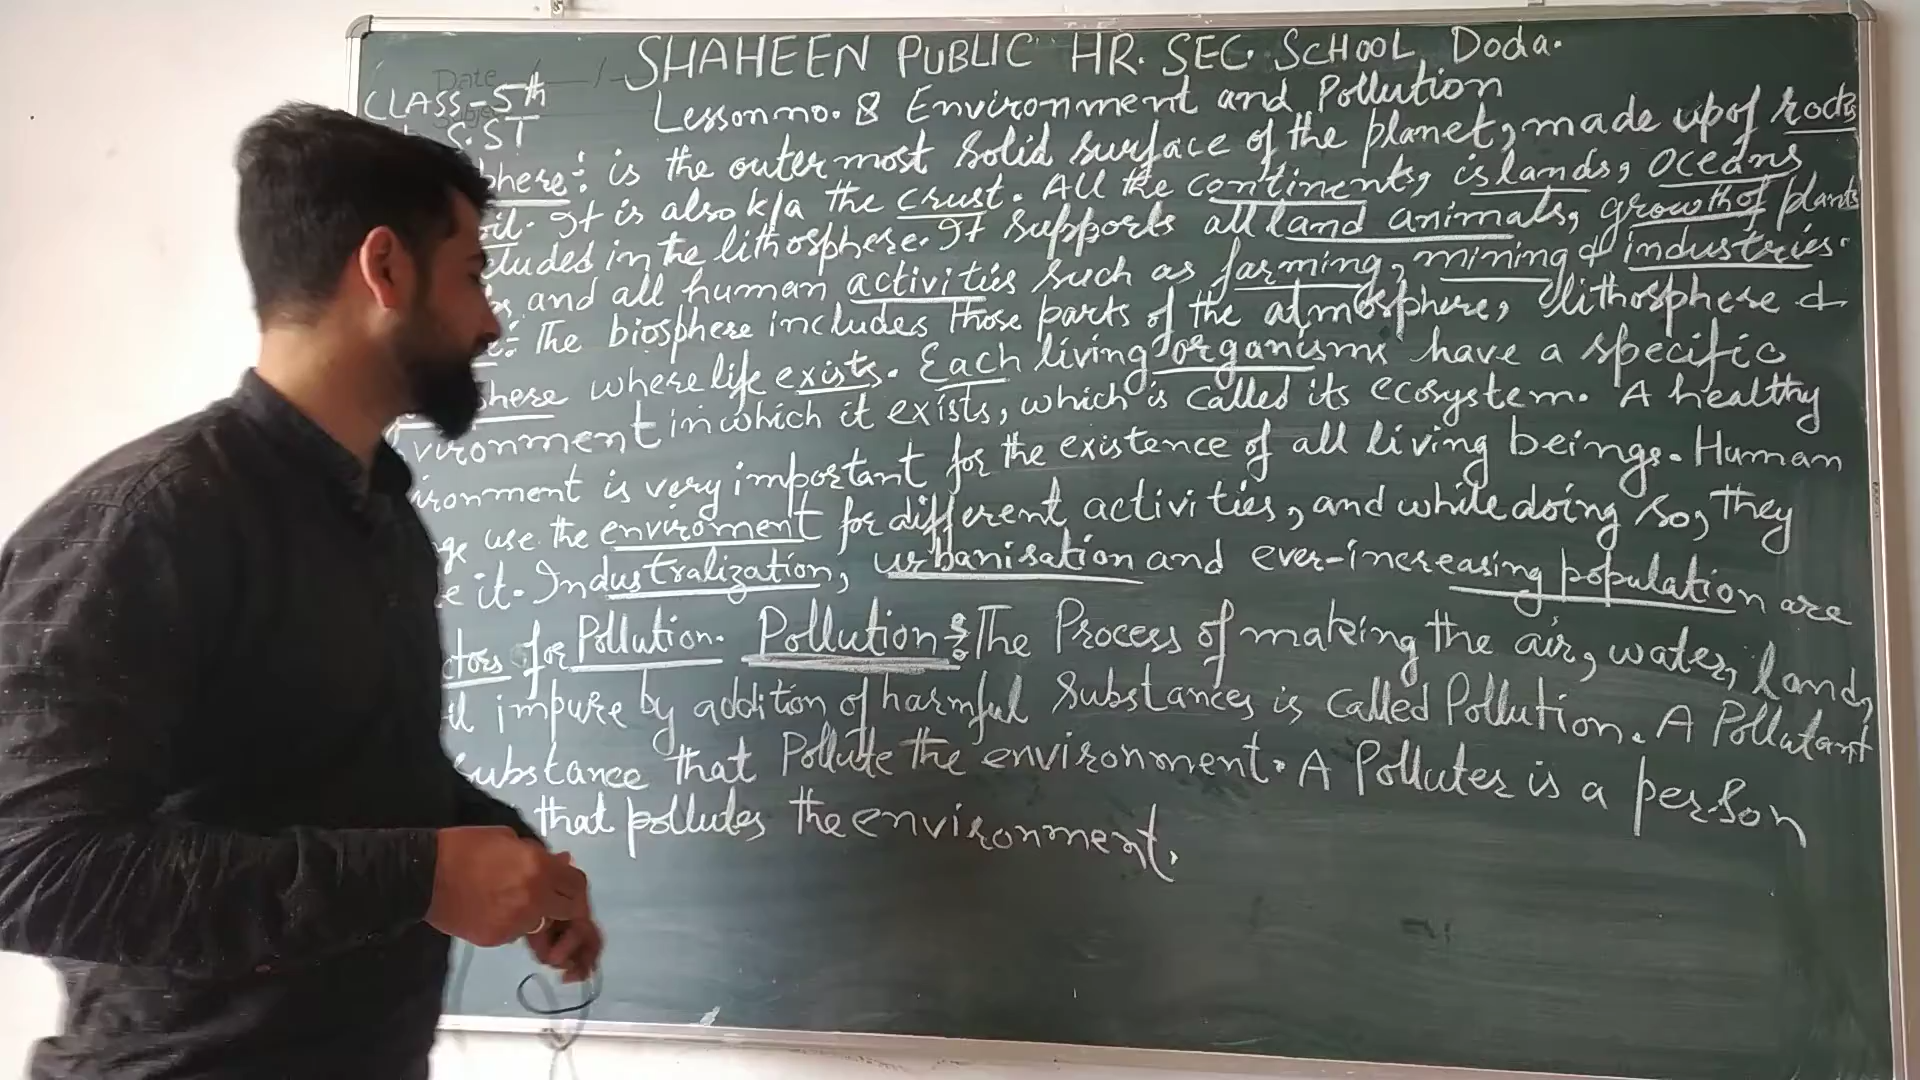 SHAHEEN PUBLIC HR. SEC. SCHOOL, Doda.
Date
CLASS-5th
Lesson no. 8 Environment and Pollution
S.ST
phere: is the outermost solid surface of the planet, made up of rocks
oil. It is also k/a the crust. All the continents, islands, oceans
cluded in the lithosphere. It supports all land animals, growth of plants
and all human activities such as farming, mining & industries.
e: The biosphere includes those parts of the atmosphere, lithosphere &
here where life exists. Each living organisms have a specific
vironment in which it exists, which is called its ecosystem. A healthy
ironment is very important for the existence of all living beings. Human
use the enviroment for different activities, and while doing so, they
e it. Industralization, urbanisation and ever-increasing population are
ctors for Pollution. Pollution: The Process of making the air, water, land,
il impure by addition of harmful substances is called Pollution. A Pollutant
substance that Pollute the environment. A Polluter is a person
that pollutes the environment.